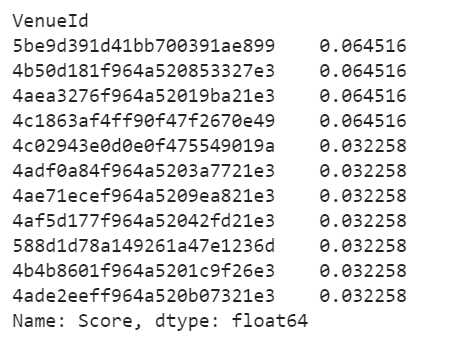 VenueId
5be9d391d41bb700391ae899    0.064516
4b50d181f964a520853327e3    0.064516
4aea3276f964a52019ba21e3    0.064516
4c1863af4ff90f47f2670e49    0.064516
4c02943e0d0e0f475549019a    0.032258
4adf0a84f964a5203a7721e3    0.032258
4ae71ecef964a5209ea821e3    0.032258
4af5d177f964a52042fd21e3    0.032258
588d1d78a149261a47e1236d    0.032258
4b4b8601f964a5201c9f26e3    0.032258
4ade2eeff964a520b07321e3    0.032258
Name: Score, dtype: float64